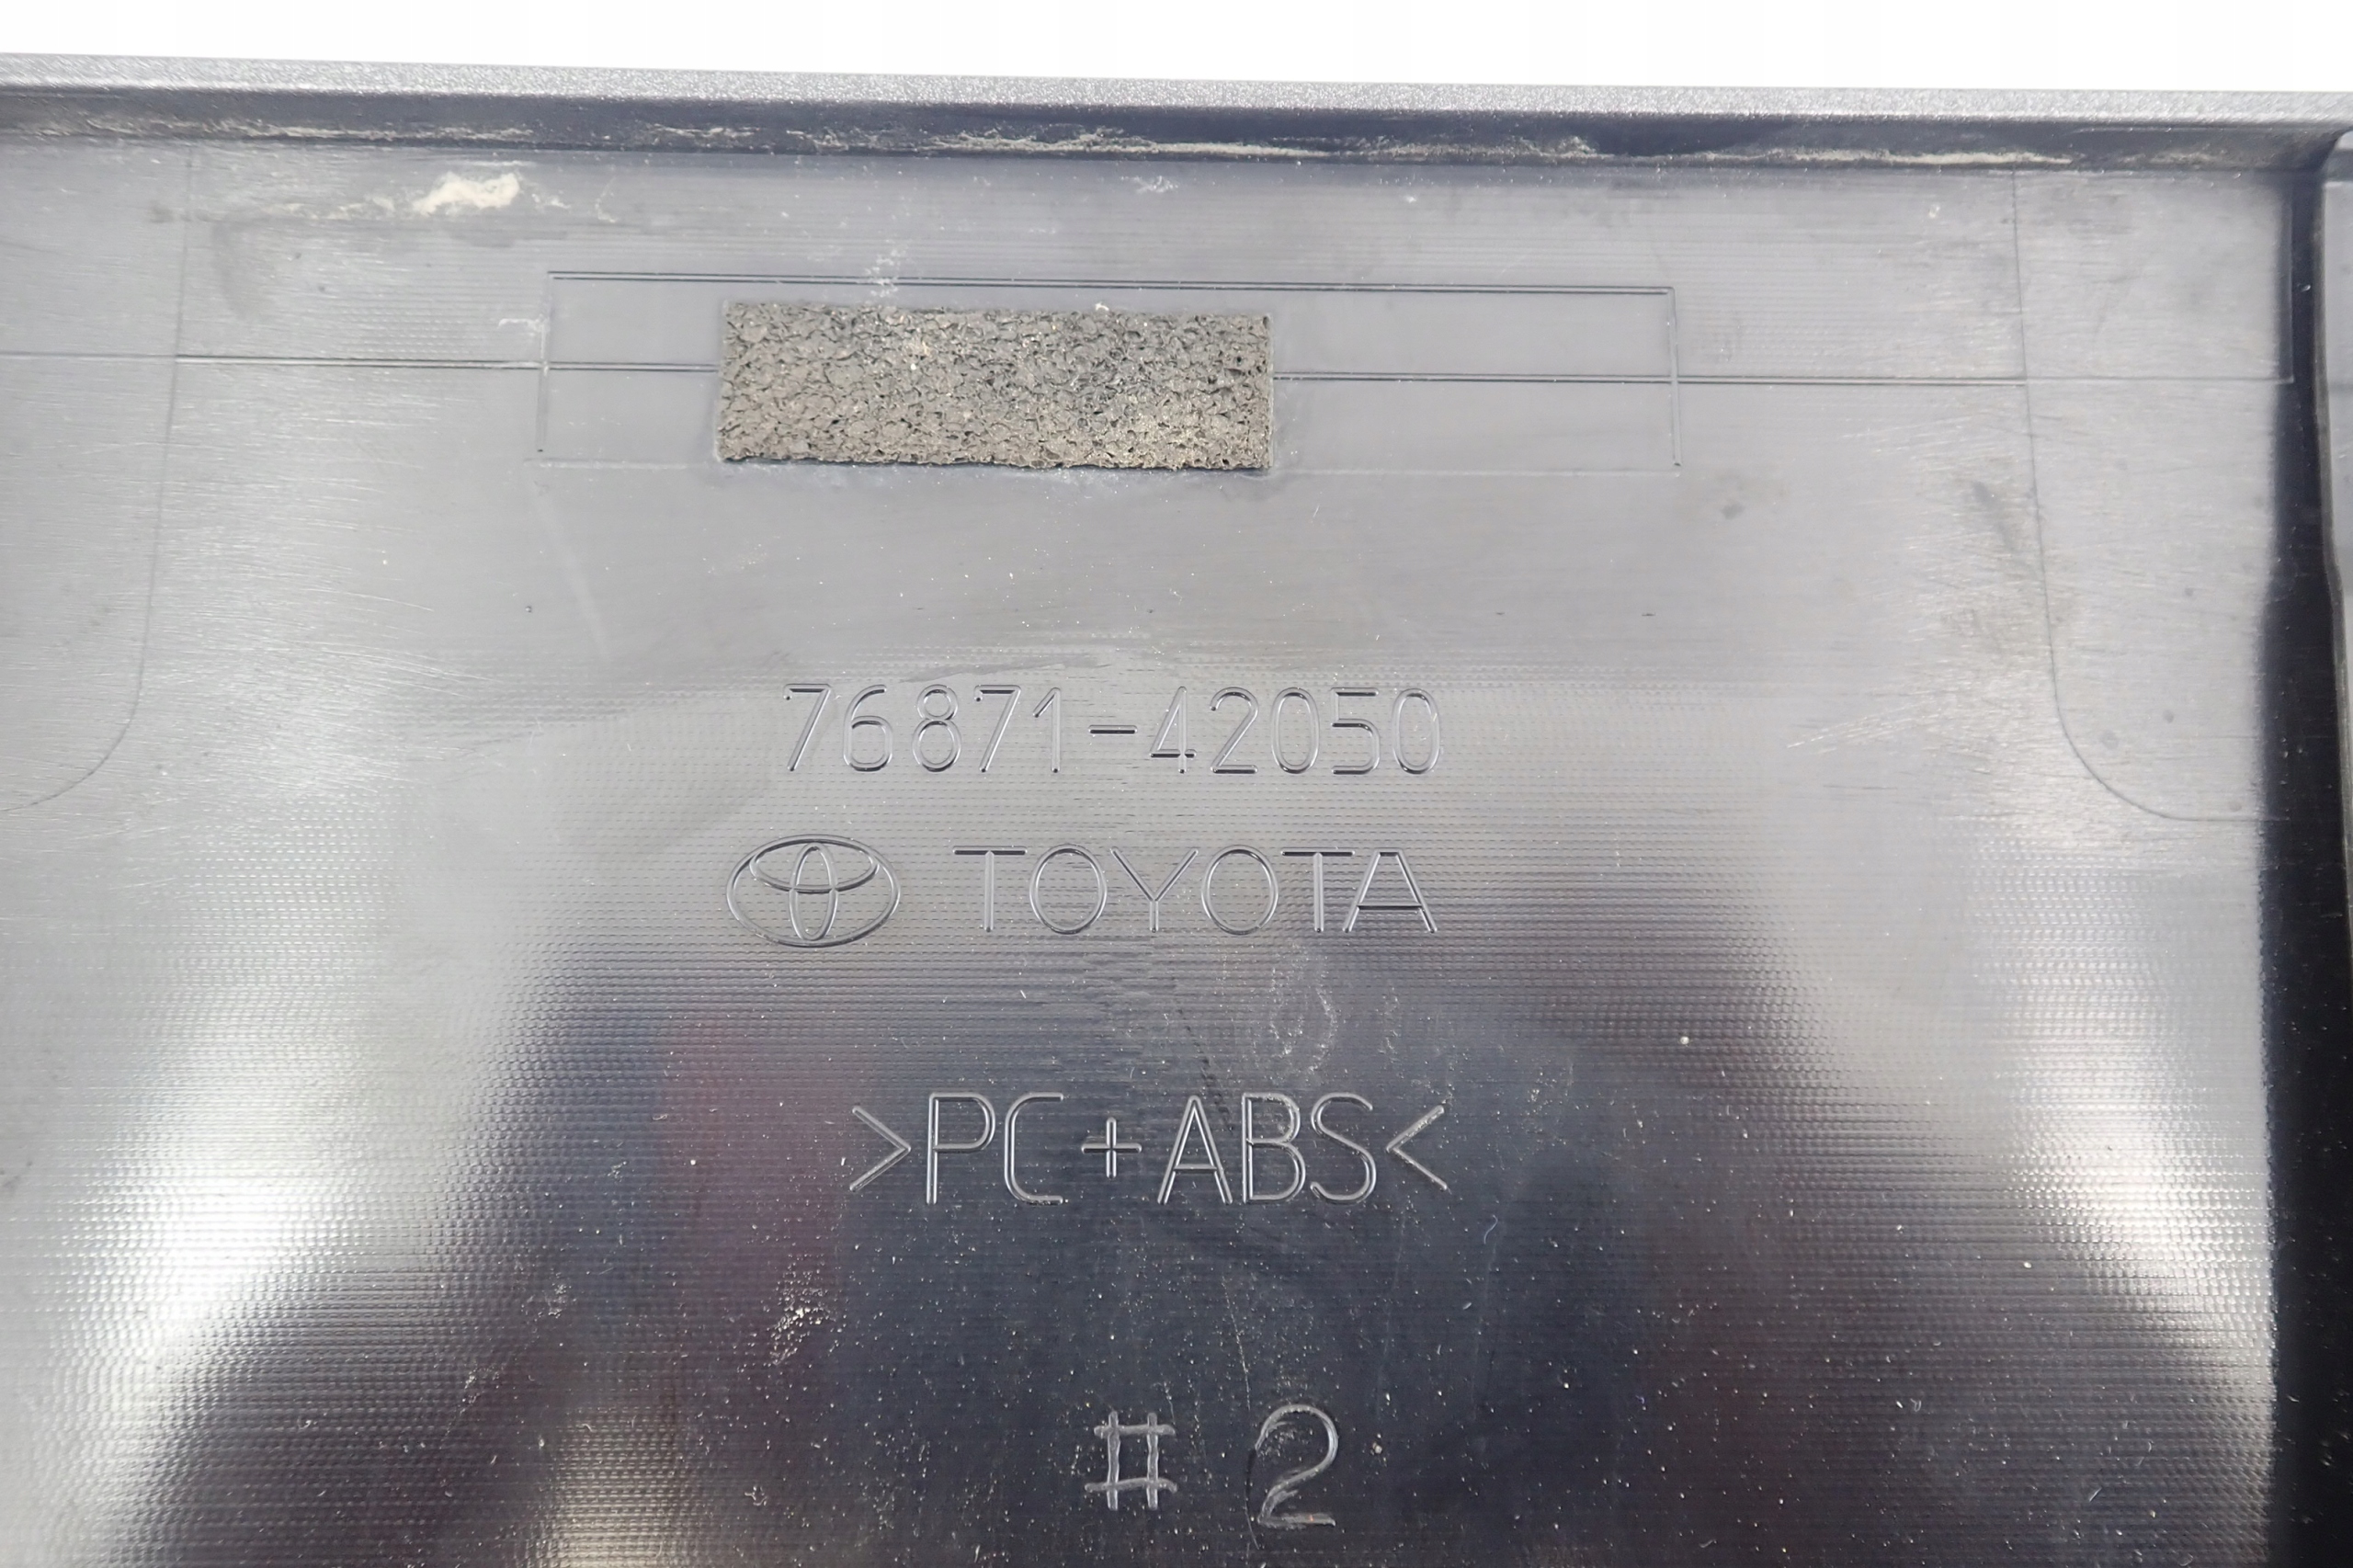 76871-42050
TOYOTA
>PC+ABS<
# 2